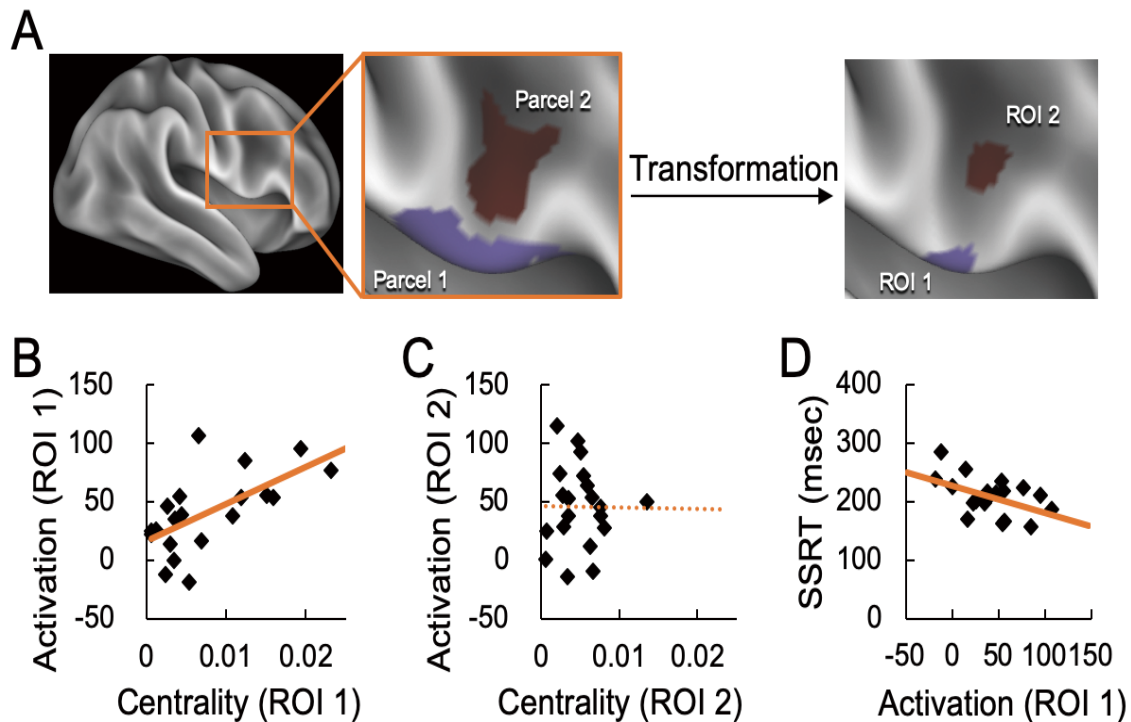 A
Parcel 2
Parcel 1
Transformation
ROI 2
ROI 1
B
150
100
50
0
-50
Activation (ROI 1)
0 0.01 0.02
Centrality (ROI 1)
C
150
100
50
0
-50
Activation (ROI 2)
0 0.01 0.02
Centrality (ROI 2)
D
400
300
200
100
0
SSRT (msec)
-50 0 50 100 150
Activation (ROI 1)